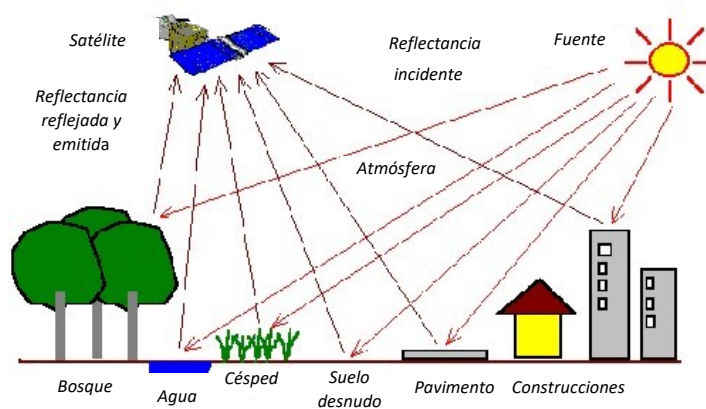 Satélite
Reflectancia
incidente
Fuente
Reflectancia
reflejada y
emitida
Atmósfera
Bosque
Agua
Césped
Suelo
desnudo
Pavimento
Construcciones